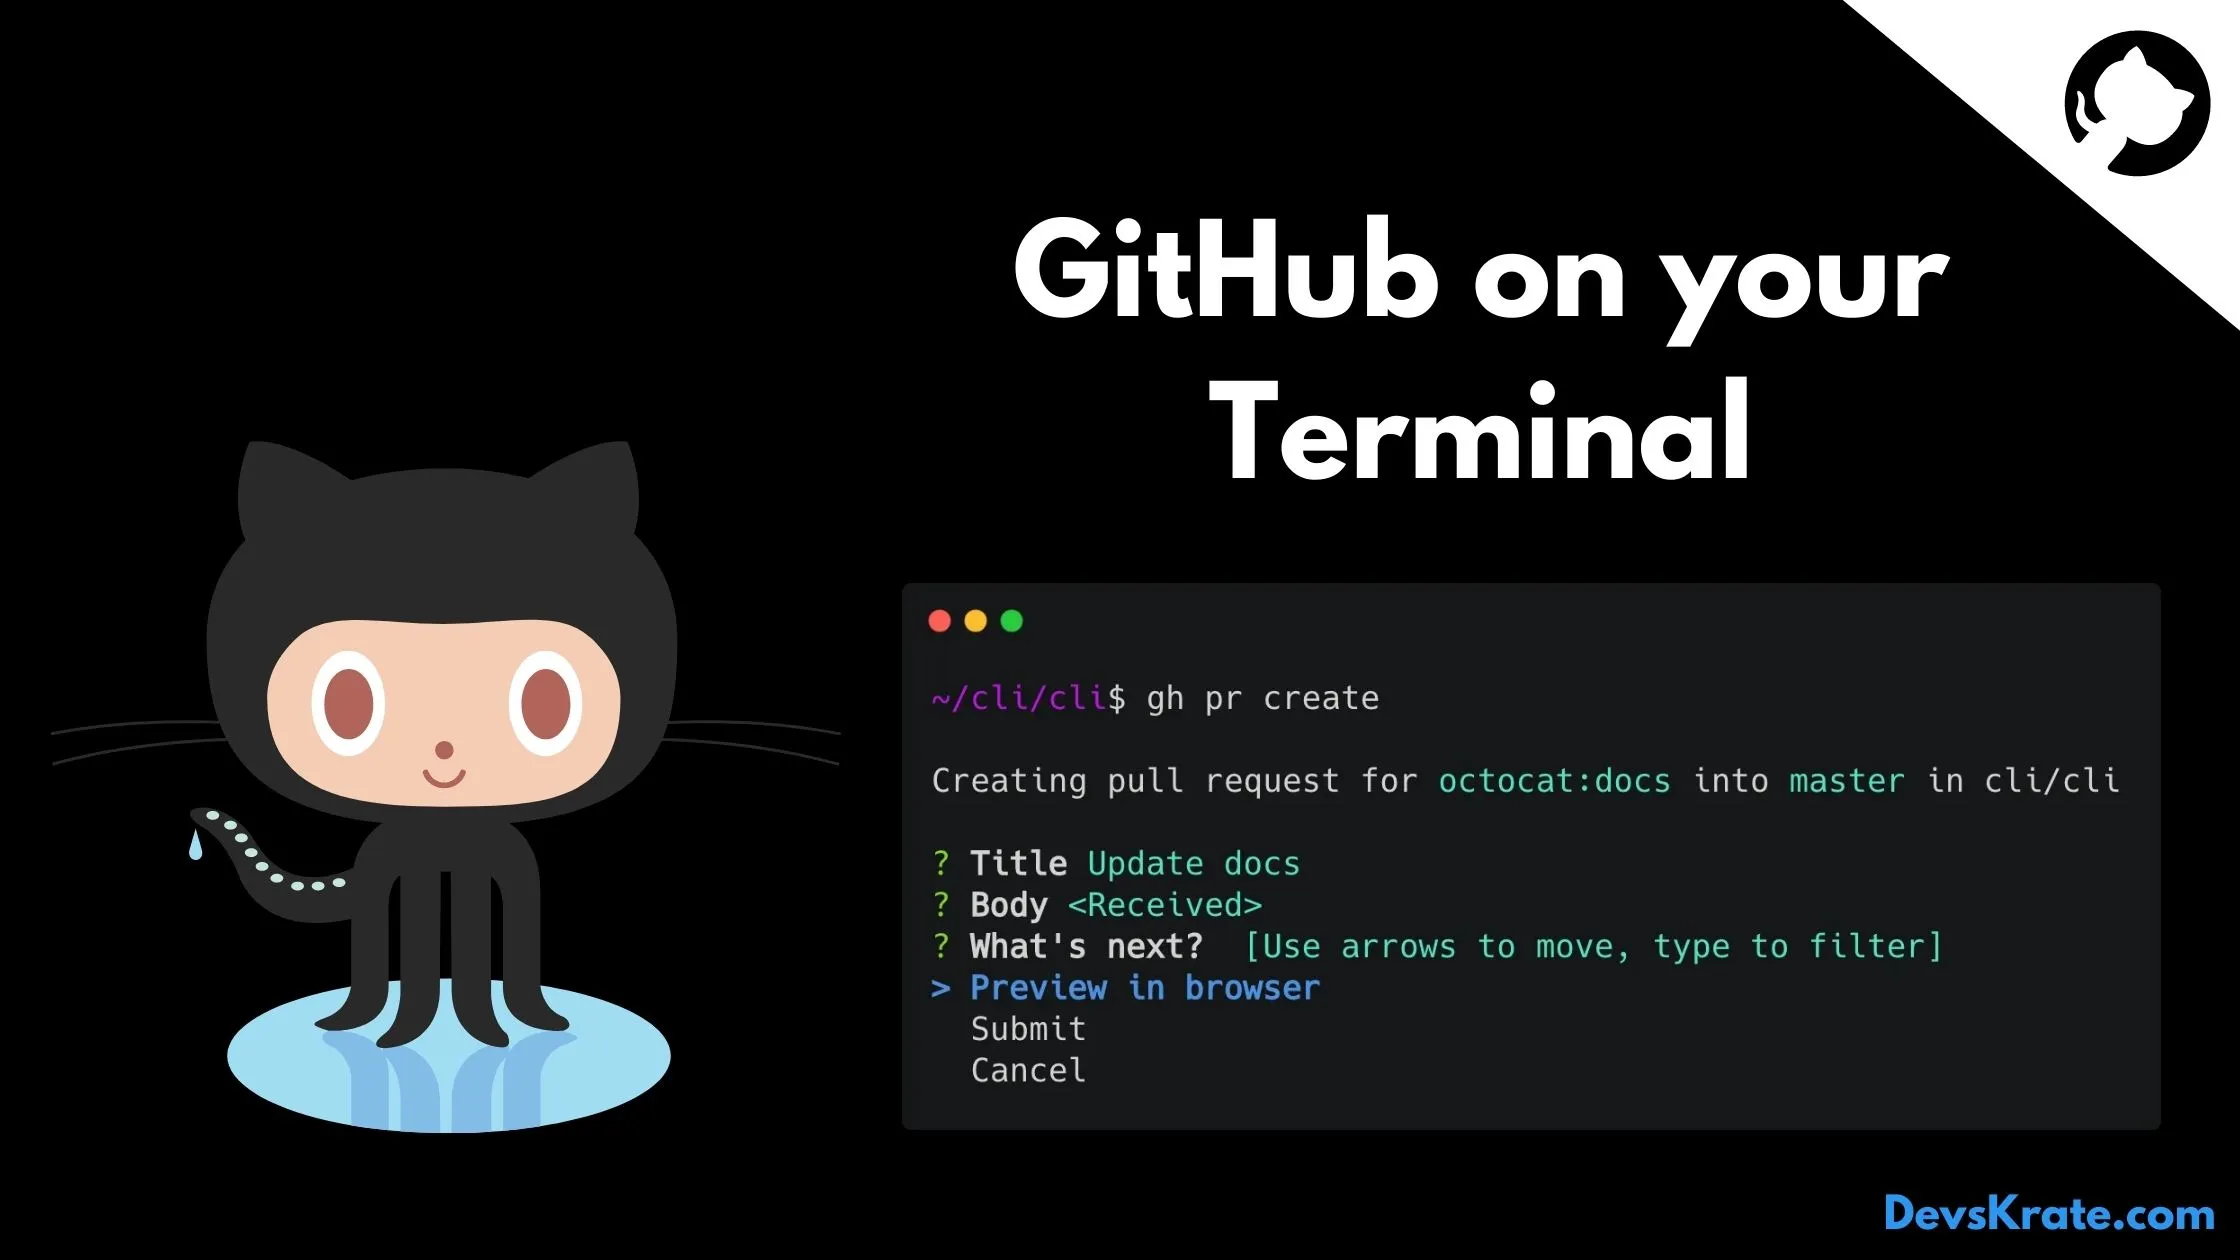 GitHub on your
Terminal
~/cli/cli$ gh pr create
Creating pull request for octocat:docs into master in cli/cli
? Title Update docs
? Body <Received>
? What's next?  [Use arrows to move, type to filter]
> Preview in browser
Submit
Cancel
DevsKrate.com